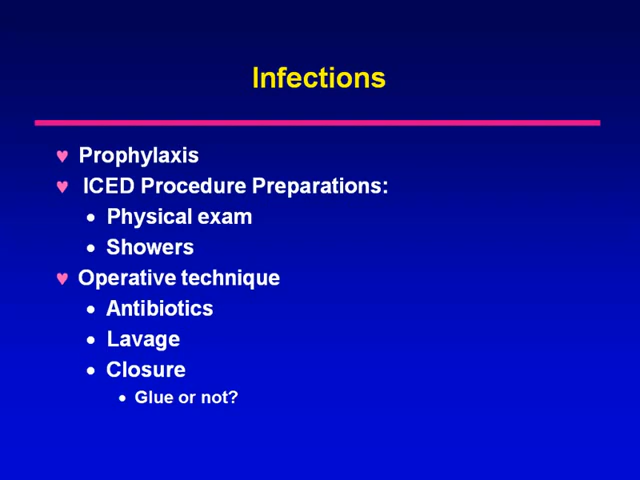 Infections
♥ Prophylaxis
♥ ICED Procedure Preparations:
• Physical exam
• Showers
♥ Operative technique
• Antibiotics
• Lavage
• Closure
• Glue or not?